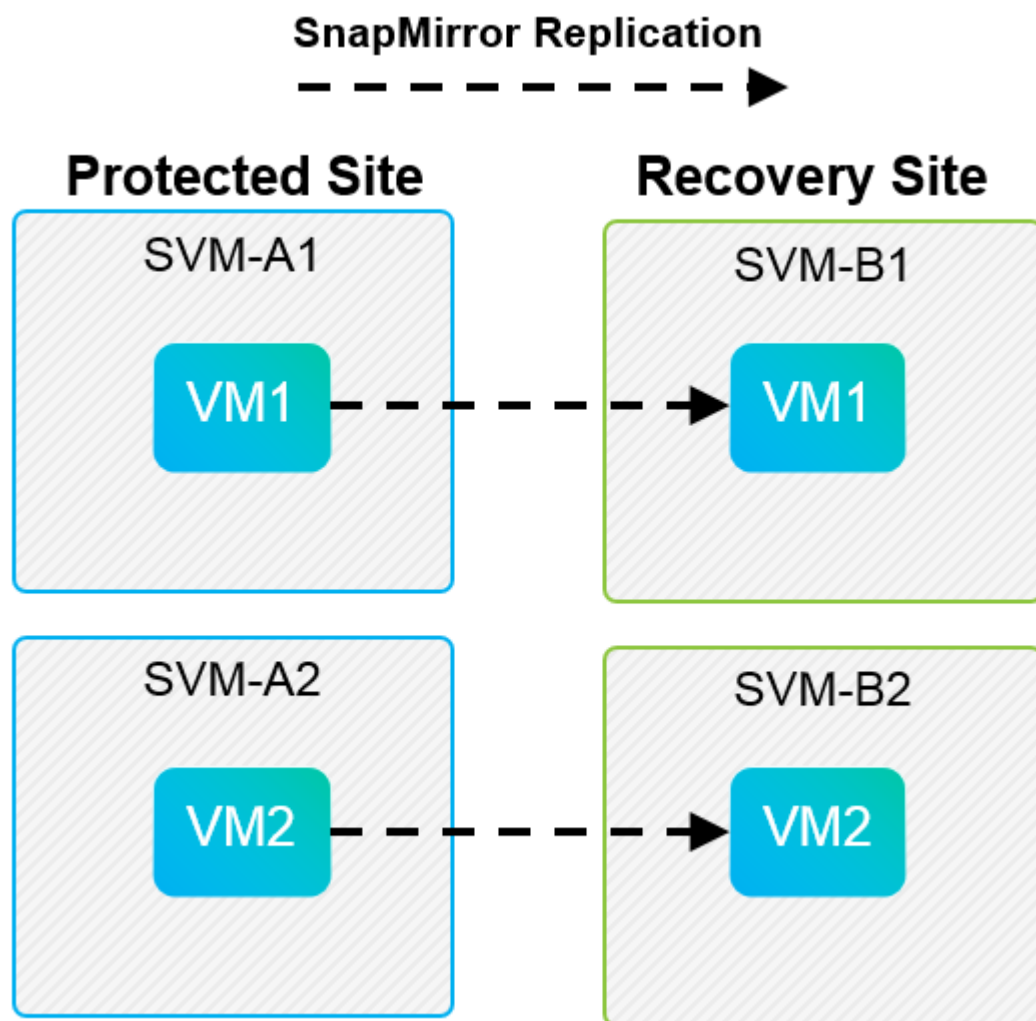 SnapMirror Replication
Protected Site
Recovery Site
SVM-A1
SVM-B1
VM1
VM1
SVM-A2
SVM-B2
VM2
VM2